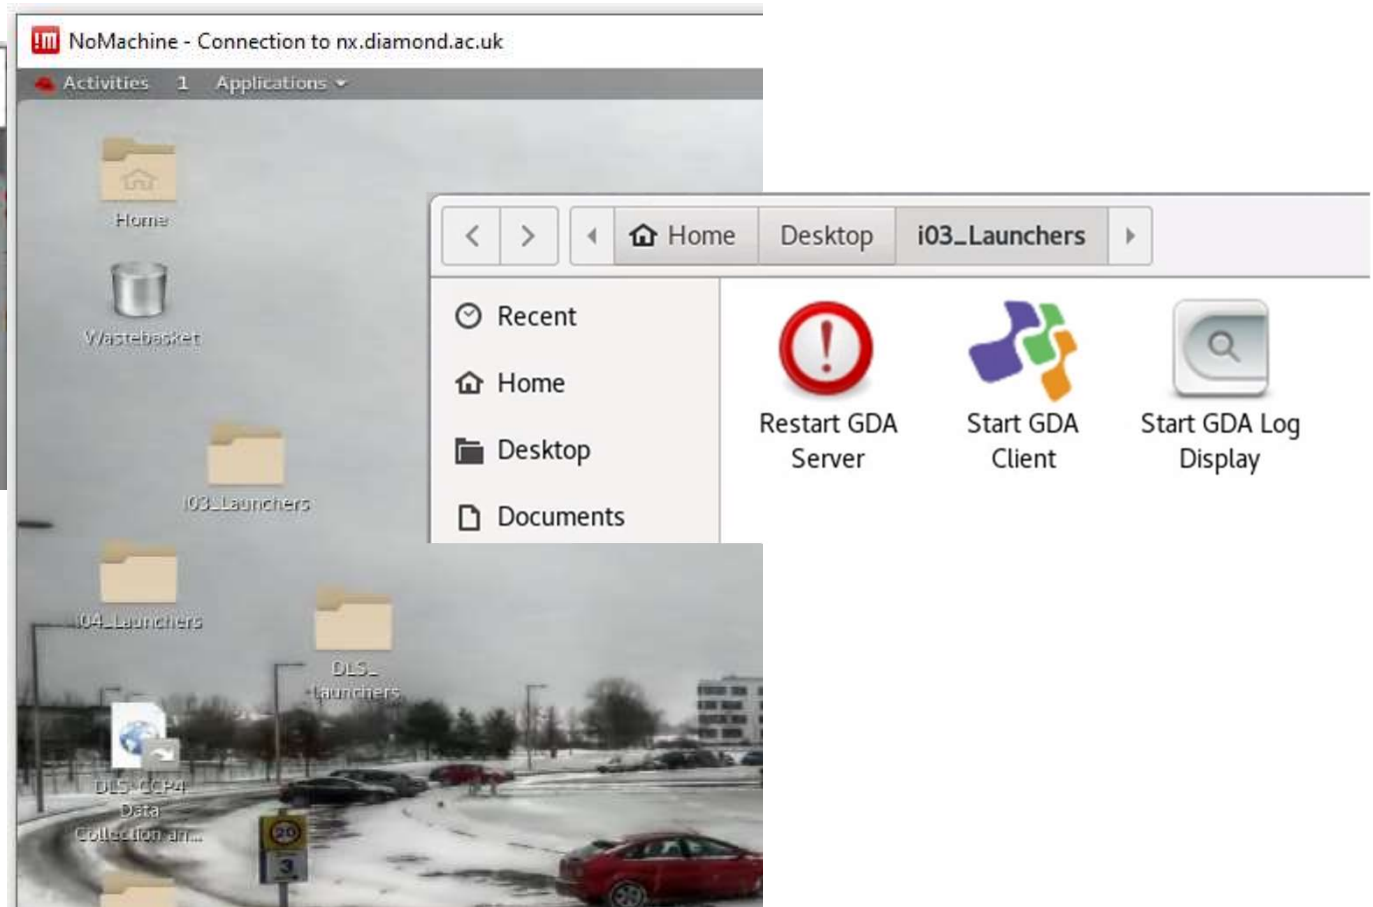 !m NoMachine - Connection to nx.diamond.ac.uk
Activities 1 Applications
Home
Wastebasket
i03_Launchers
i04_Launchers
DLS_
launchers
DLS-CCP4
Data
Collection an...
20
3
Home Desktop i03_Launchers
Recent
Home
Desktop
Documents
Restart GDA
Server
Start GDA
Client
Start GDA Log
Display